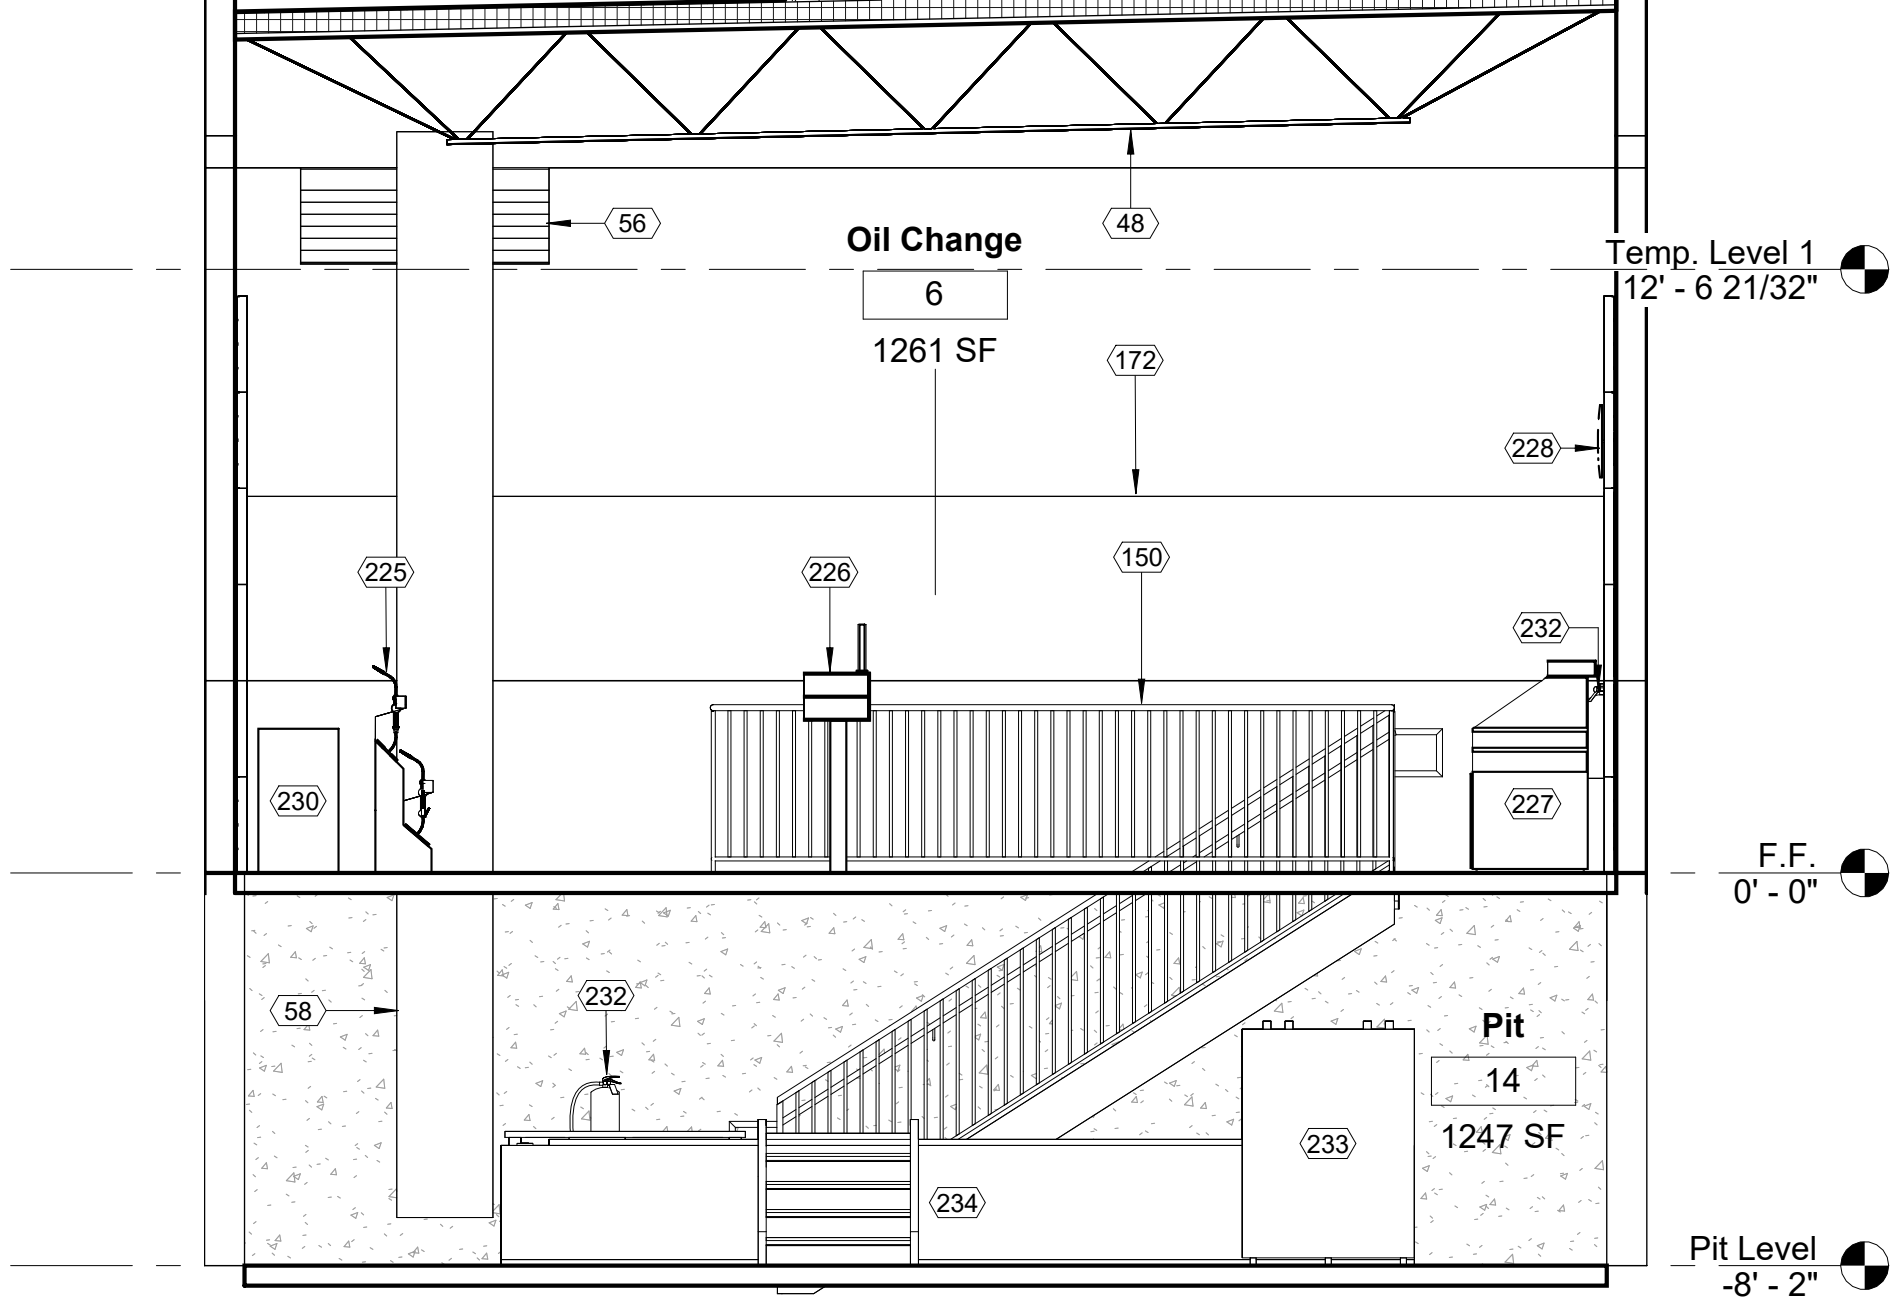 56
48
Oil Change
6
1261 SF
Temp. Level 1
12' - 6 21/32"
172
228
225
226
150
232
230
227
F.F.
0' - 0"
58
232
Pit
14
1247 SF
233
234
Pit Level
-8' - 2"